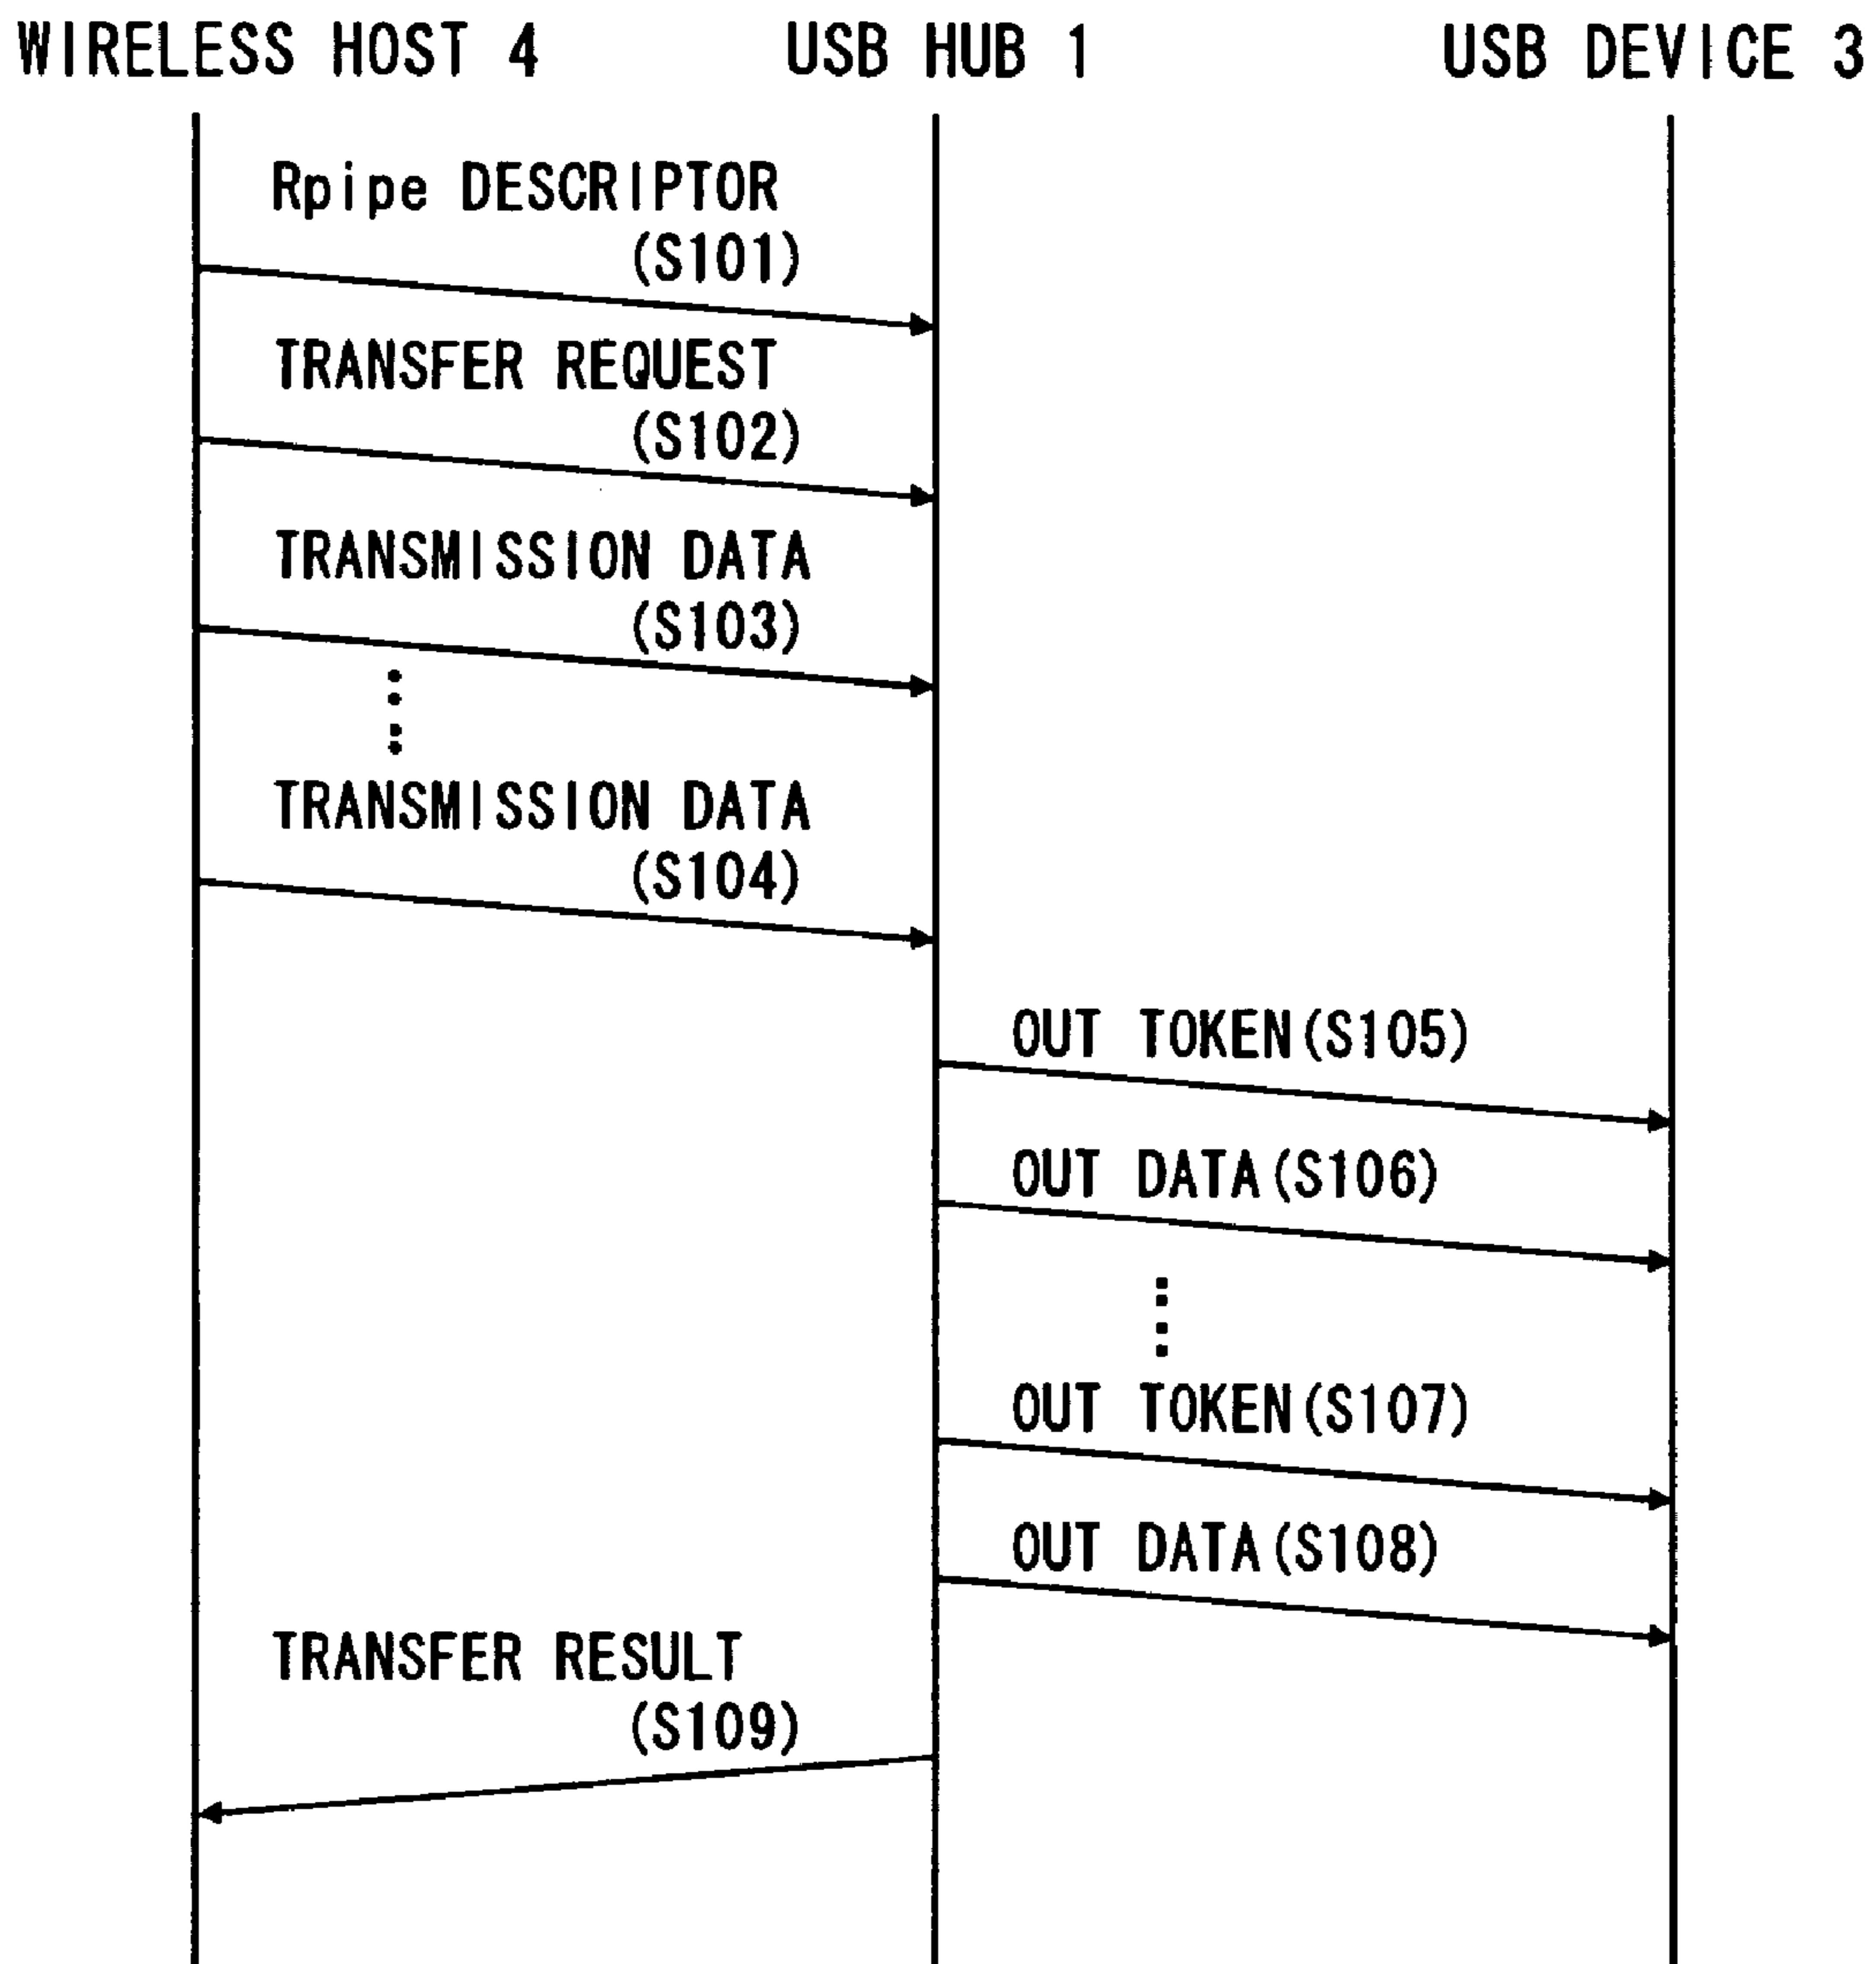 WIRELESS HOST 4 USB HUB 1 USB DEVICE 3
Rpipe DESCRIPTOR
(S101)
TRANSFER REQUEST
(S102)
TRANSMISSION DATA
(S103)
TRANSMISSION DATA
(S104)
OUT TOKEN(S105)
OUT DATA(S106)
OUT TOKEN(S107)
OUT DATA(S108)
TRANSFER RESULT
(S109)